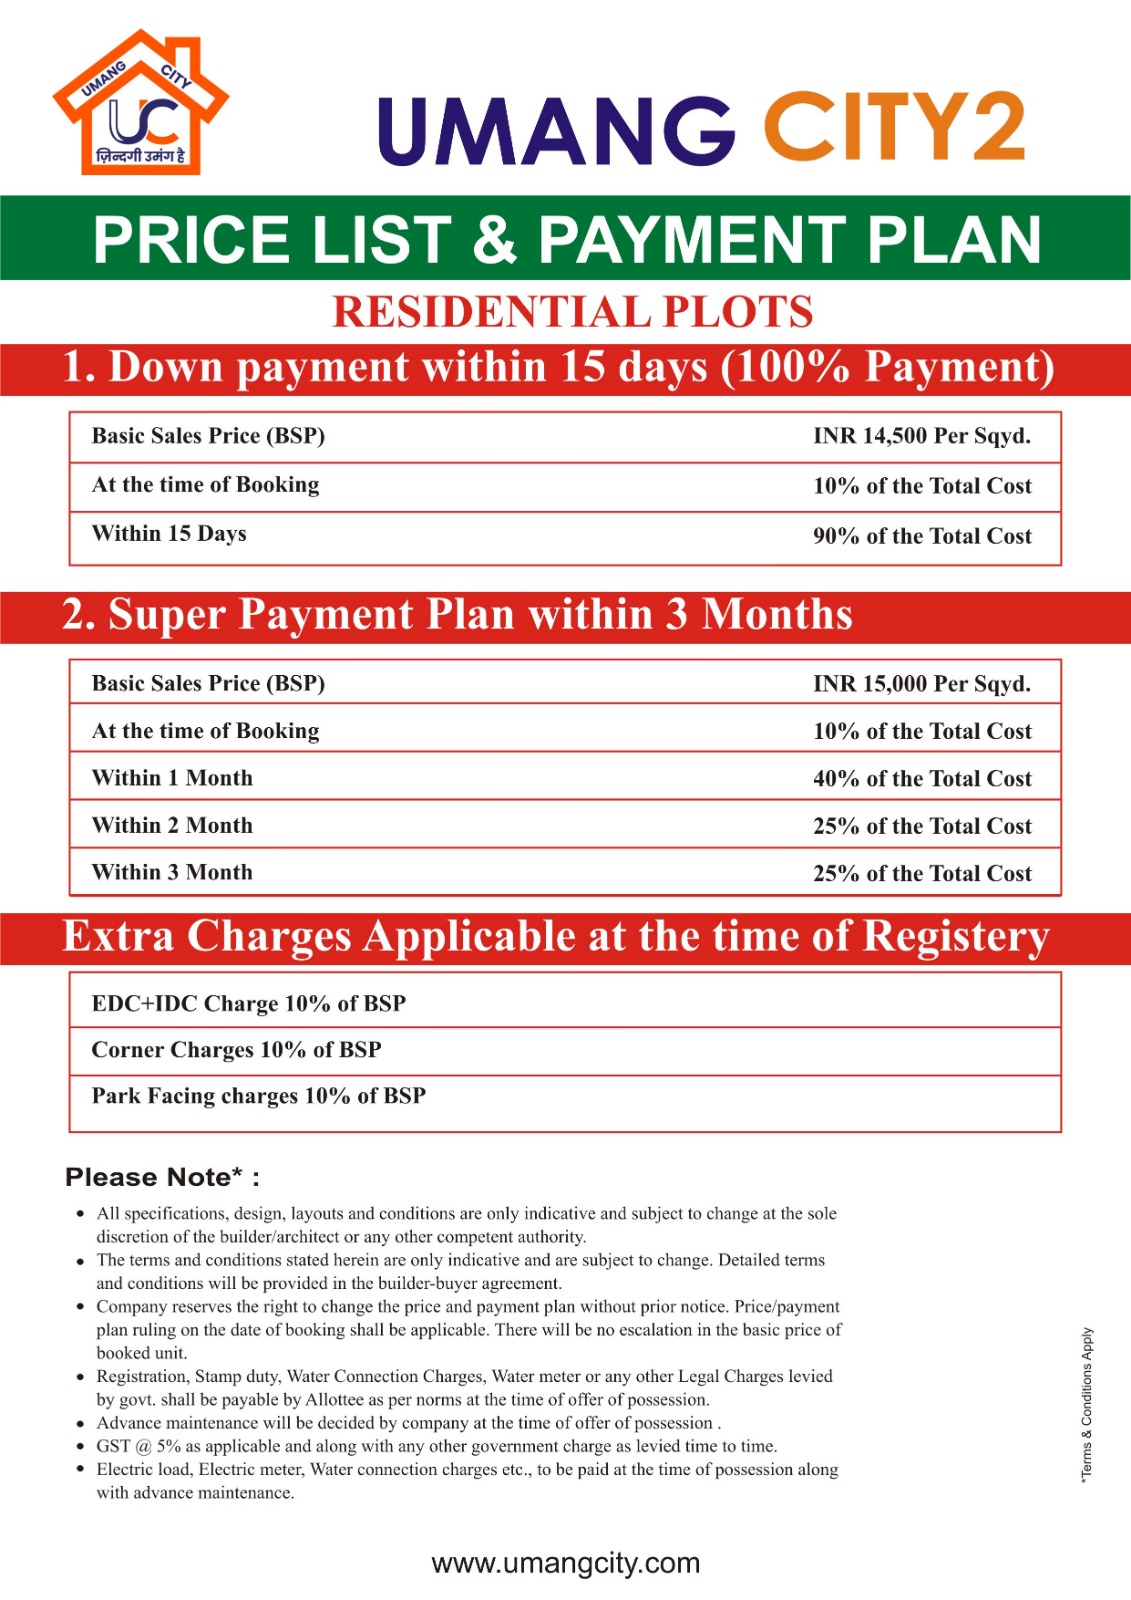 UMANG CITY
UC
ज़िन्दगी उमंग है
UMANG CITY2
PRICE LIST & PAYMENT PLAN
RESIDENTIAL PLOTS
1. Down payment within 15 days (100% Payment)
Basic Sales Price (BSP) INR 14,500 Per Sqyd.
At the time of Booking 10% of the Total Cost
Within 15 Days 90% of the Total Cost
2. Super Payment Plan within 3 Months
Basic Sales Price (BSP) INR 15,000 Per Sqyd.
At the time of Booking 10% of the Total Cost
Within 1 Month 40% of the Total Cost
Within 2 Month 25% of the Total Cost
Within 3 Month 25% of the Total Cost
Extra Charges Applicable at the time of Registery
EDC+IDC Charge 10% of BSP
Corner Charges 10% of BSP
Park Facing charges 10% of BSP
Please Note* :
• All specifications, design, layouts and conditions are only indicative and subject to change at the sole
discretion of the builder/architect or any other competent authority.
• The terms and conditions stated herein are only indicative and are subject to change. Detailed terms
and conditions will be provided in the builder-buyer agreement.
• Company reserves the right to change the price and payment plan without prior notice. Price/payment
plan ruling on the date of booking shall be applicable. There will be no escalation in the basic price of
booked unit.
• Registration, Stamp duty, Water Connection Charges, Water meter or any other Legal Charges levied
by govt. shall be payable by Allottee as per norms at the time of offer of possession.
• Advance maintenance will be decided by company at the time of offer of possession .
• GST @ 5% as applicable and along with any other government charge as levied time to time.
• Electric load, Electric meter, Water connection charges etc., to be paid at the time of possession along
with advance maintenance.
*Terms & Conditions Apply
www.umangcity.com